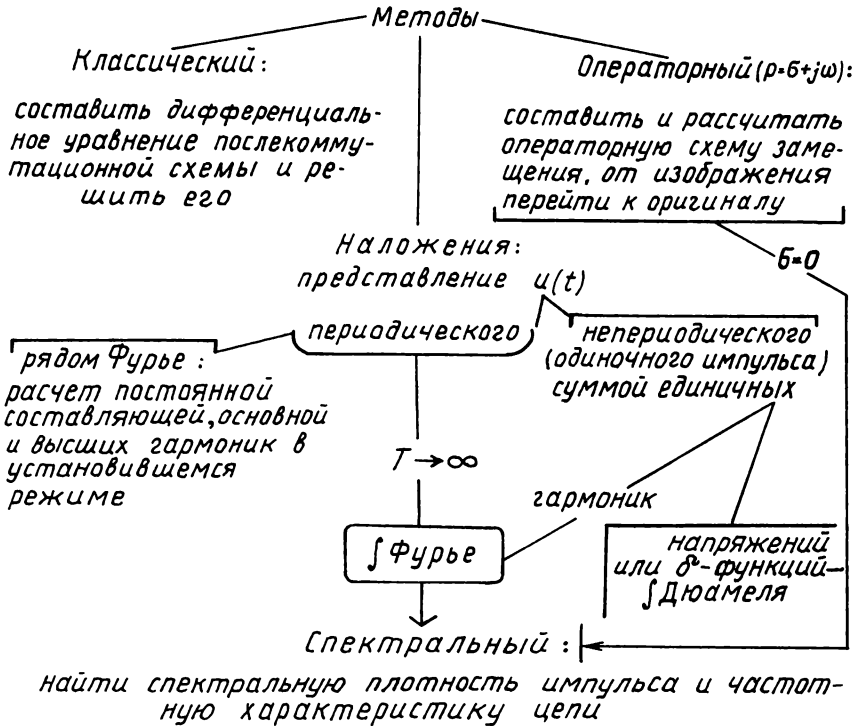 Методы
Классический:
составить дифференциаль-
ное уравнение послекомму-
тационной схемы и ре-
шить его
Операторный (p=б+jω):
составить и рассчитать
операторную схему заме-
щения, от изображения
перейти к оригиналу
б=0
Наложения:
представление u(t)
периодического
непериодического
(одиночного импульса)
суммой единичных
рядом Фурье:
расчет постоянной
составляющей, основной
и высших гармоник в
установившемся
режиме
T→∞
гармоник
∫Фурье
напряжений
или δ-функций—
∫Дюамеля
Спектральный:
найти спектральную плотность импульса и частот-
ную характеристику цепи